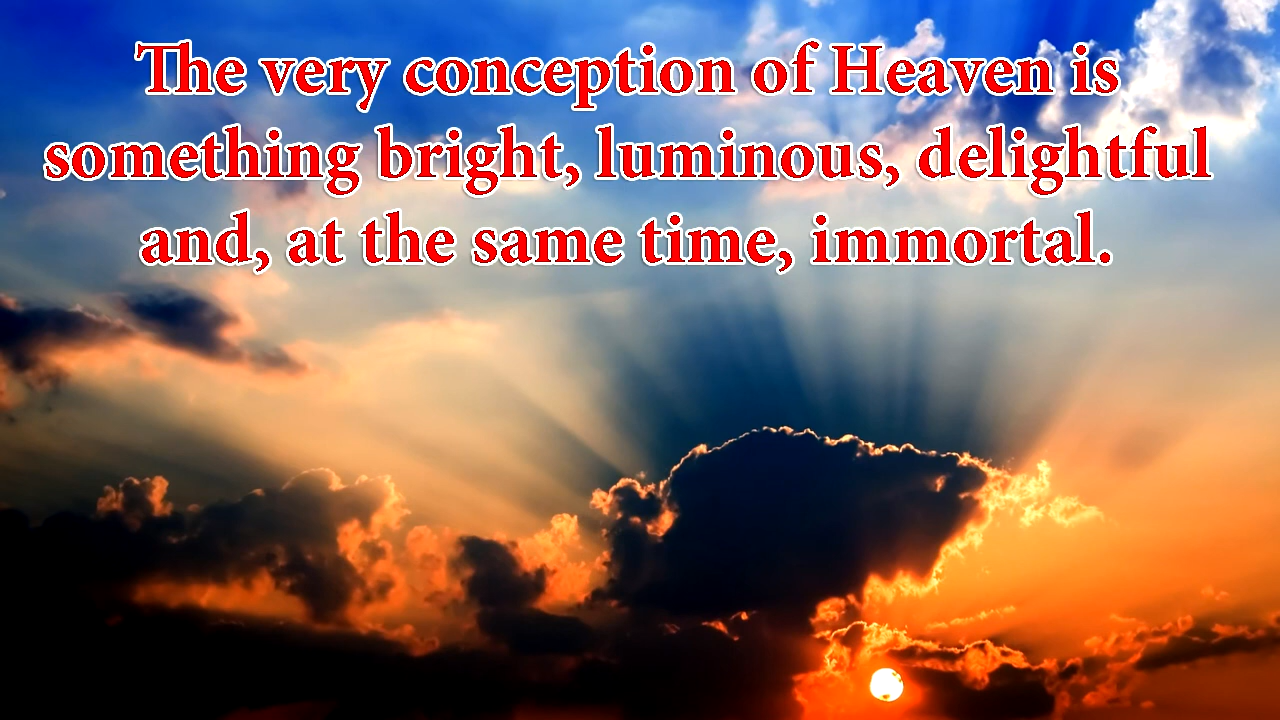 The very conception of Heaven is
something bright, luminous, delightful
and, at the same time, immortal.